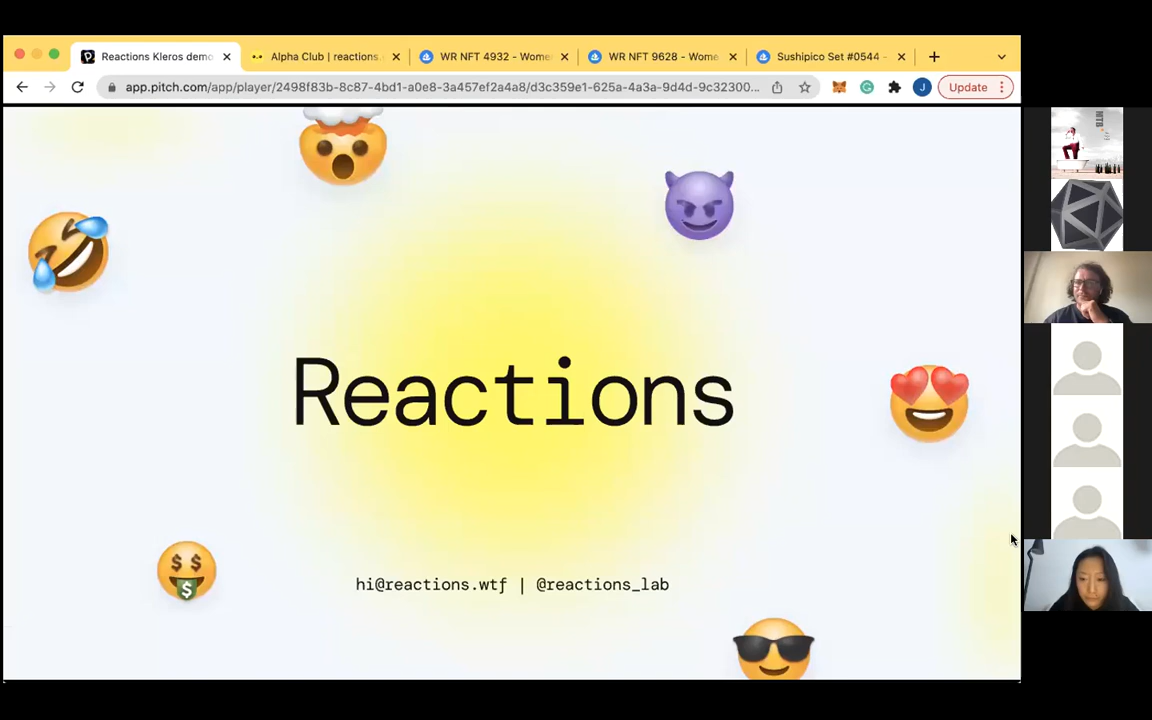 Reactions Kleros demo
Alpha Club | reactions.
WR NFT 4932 - Wome
WR NFT 9628 - Wome
Sushipico Set #0544 -
app.pitch.com/app/player/2498f83b-8c87-4bd1-a0e8-3a457ef2a4a8/d3c359e1-625a-4a3a-9d4d-9c32300...
J
Update
Reactions
hi@reactions.wtf | @reactions_lab